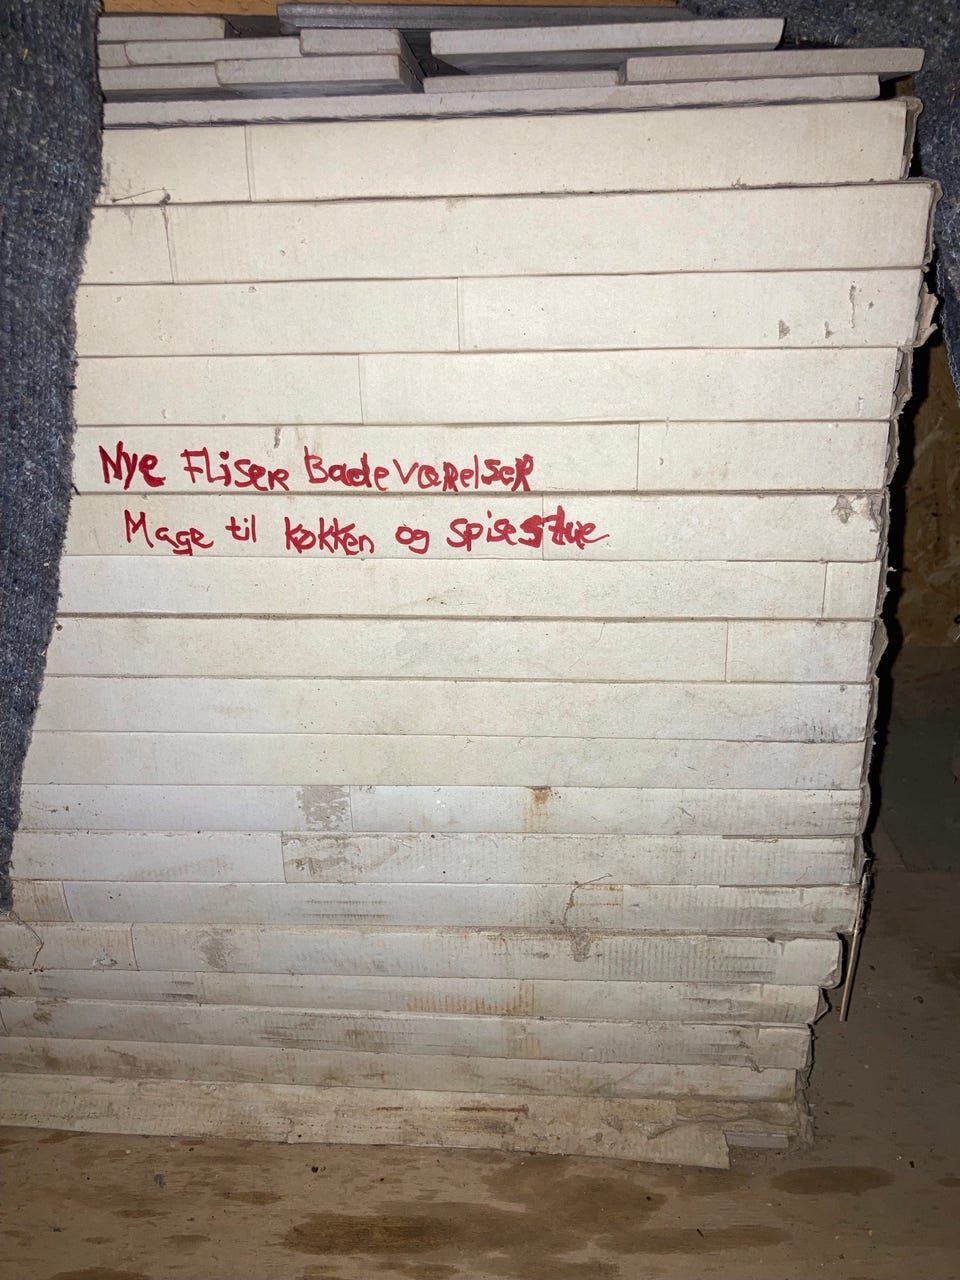 Nye Fliser Badeværelser
Mage til køkken og spisestue